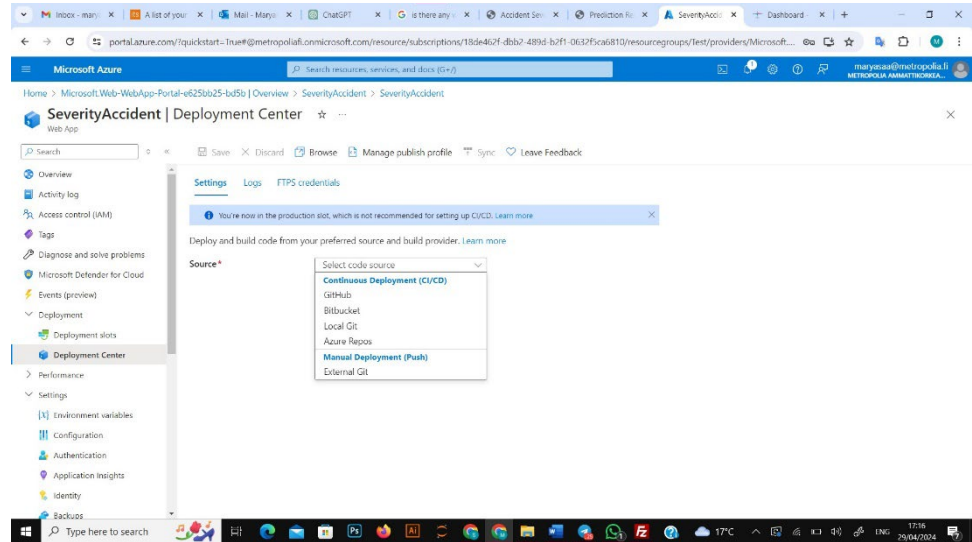 Inbox - mary
A list of your
Mail - Marya
ChatGPT
is there any
Accident Sev
Prediction Re
SeverityAccid
Dashboard
portal.azure.com/?quickstart=True#@metropoliafi.onmicrosoft.com/resource/subscriptions/18de462f-dbb2-489d-b2f1-0632f5ca6810/resourcegroups/Test/providers/Microsoft....
Microsoft Azure
Search resources, services, and docs (G+/)
maryasaa@metropolia.fi
METROPOLIA AMMATTIKORKEA...
Home > Microsoft.Web-WebApp-Portal-e625bb25-bd5b | Overview > SeverityAccident > SeverityAccident
SeverityAccident | Deployment Center
Web App
Search
Save Discard Browse Manage publish profile Sync Leave Feedback
Overview
Activity log
Access control (IAM)
Tags
Diagnose and solve problems
Microsoft Defender for Cloud
Events (preview)
Deployment
Deployment slots
Deployment Center
Performance
Settings
Environment variables
Configuration
Authentication
Application Insights
Identity
Backups
Settings Logs FTPS credentials
You're now in the production slot, which is not recommended for setting up CI/CD. Learn more
Deploy and build code from your preferred source and build provider. Learn more
Source*
Select code source
Continuous Deployment (CI/CD)
GitHub
Bitbucket
Local Git
Azure Repos
Manual Deployment (Push)
External Git
Type here to search
17°C
ENG
17:16
29/04/2024